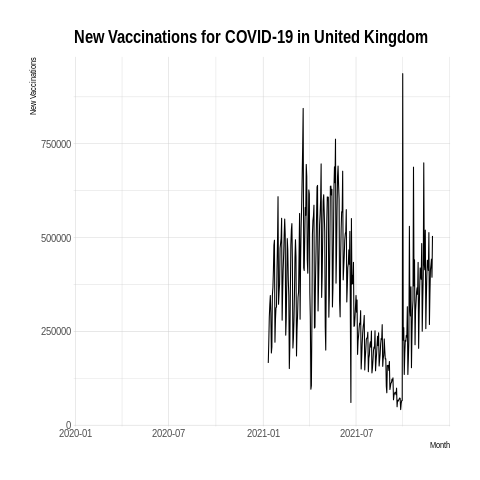 New Vaccinations for COVID-19 in United Kingdom
New Vaccinations
750000
500000
250000
0
2020-01 2020-07 2021-01 2021-07
Month